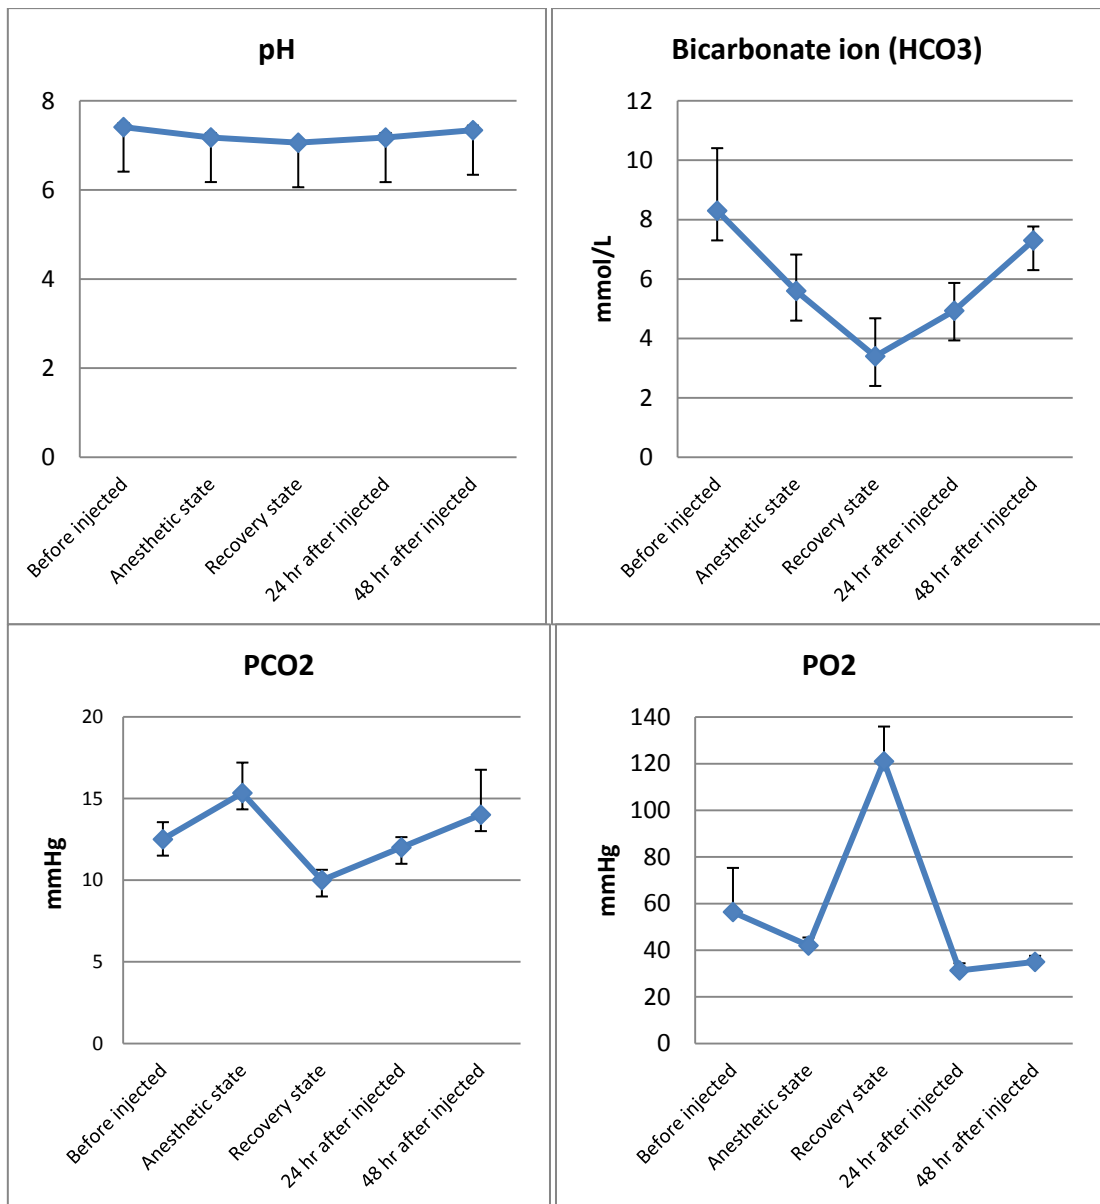 pH
8
6
4
2
0
Before injected
Anesthetic state
Recovery state
24 hr after injected
48 hr after injected
Bicarbonate ion (HCO3)
mmol/L
12
10
8
6
4
2
0
Before injected
Anesthetic state
Recovery state
24 hr after injected
48 hr after injected
PCO2
mmHg
20
15
10
5
0
Before injected
Anesthetic state
Recovery state
24 hr after injected
48 hr after injected
PO2
mmHg
140
120
100
80
60
40
20
0
Before injected
Anesthetic state
Recovery state
24 hr after injected
48 hr after injected